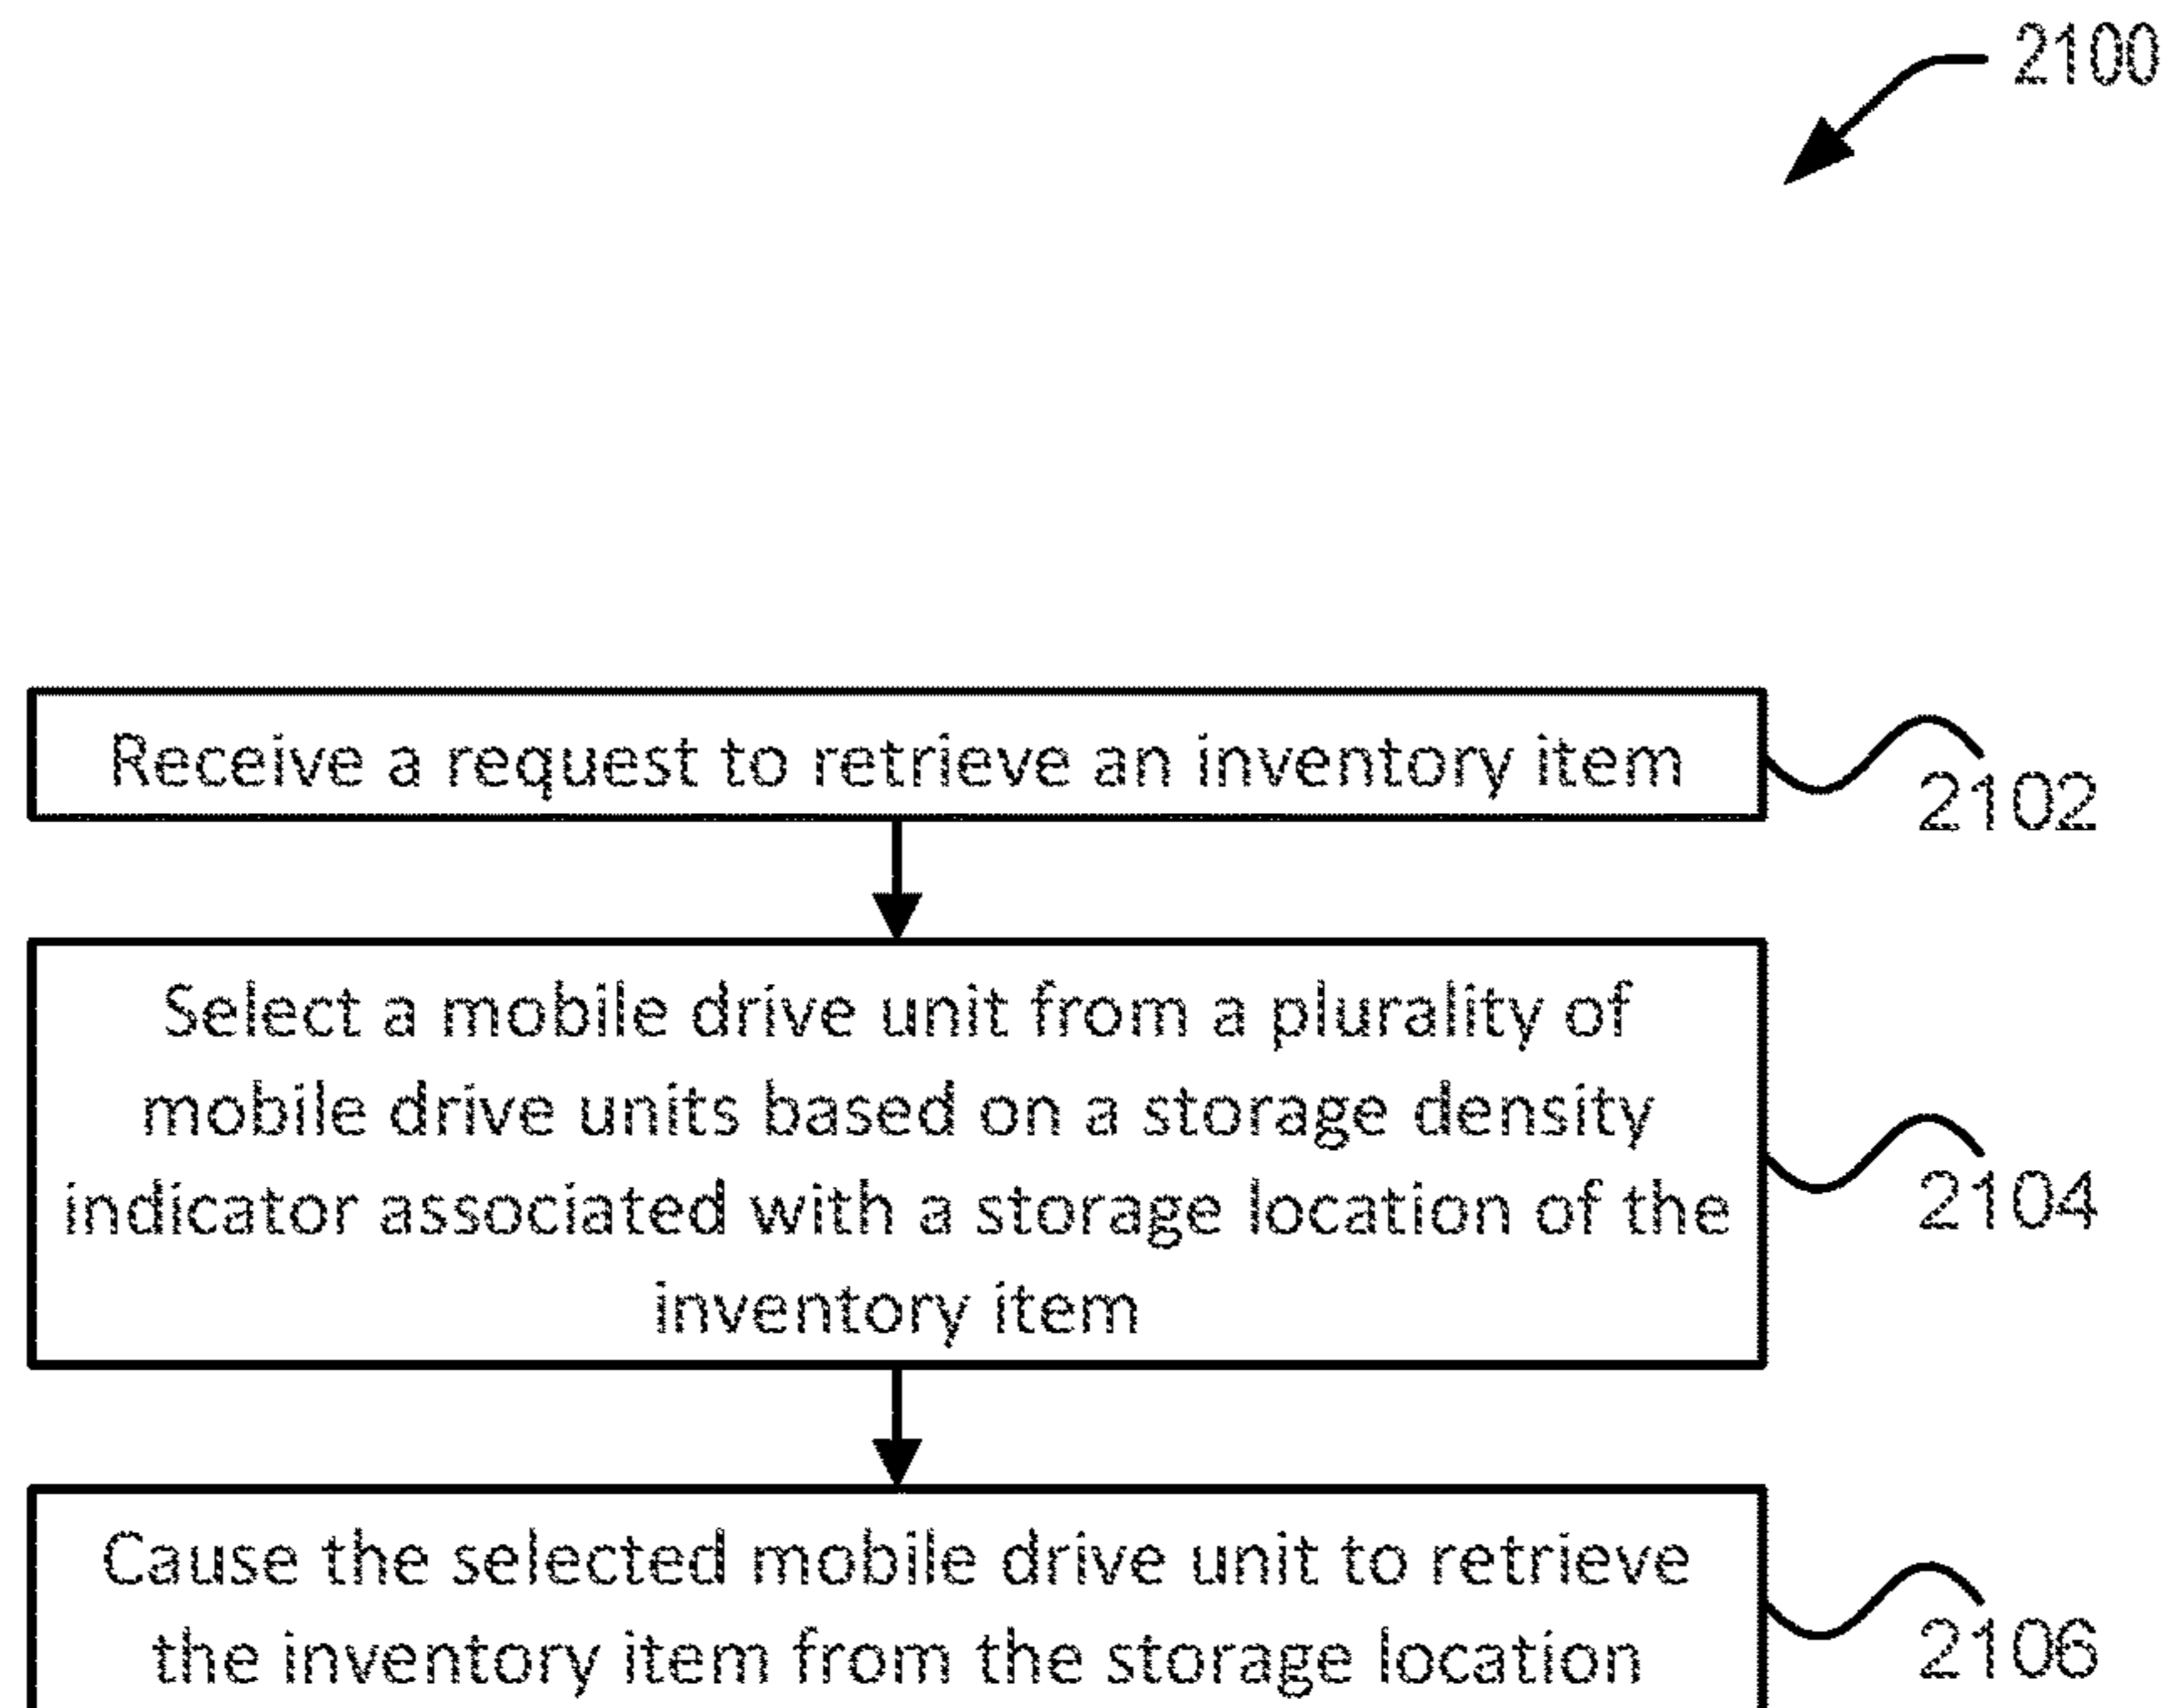 2100
Receive a request to retrieve an inventory item
2102
Select a mobile drive unit from a plurality of
mobile drive units based on a storage density
indicator associated with a storage location of the
inventory item
2104
Cause the selected mobile drive unit to retrieve
the inventory item from the storage location
2106